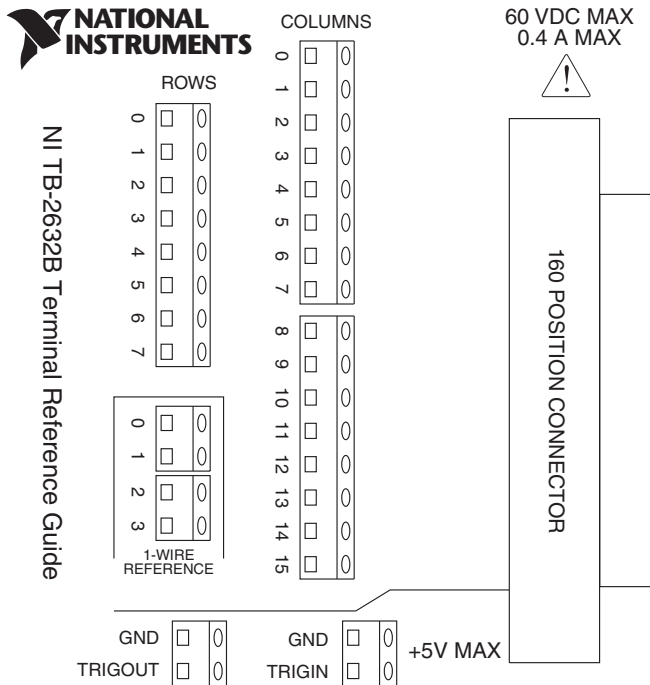 NATIONAL
INSTRUMENTS
NI TB-2632B Terminal Reference Guide
ROWS
0
1
2
3
4
5
6
7
0
1
2
3
1-WIRE
REFERENCE
COLUMNS
0
1
2
3
4
5
6
7
8
9
10
11
12
13
14
15
60 VDC MAX
0.4 A MAX
!
160 POSITION CONNECTOR
GND
TRIGOUT
GND
TRIGIN
+5V MAX